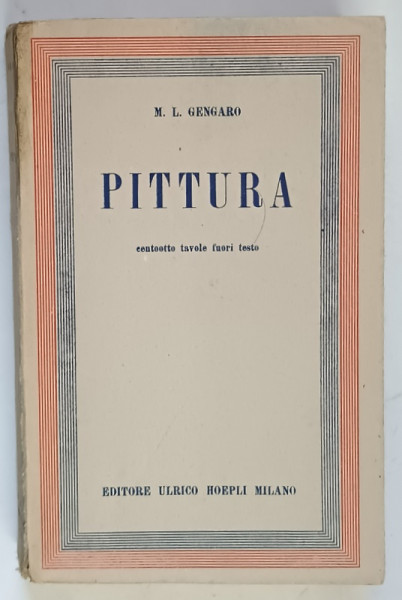 M. L. GENGARO
PITTURA
centootto tavole fuori testo
EDITORE ULRICO HOEPLI MILANO